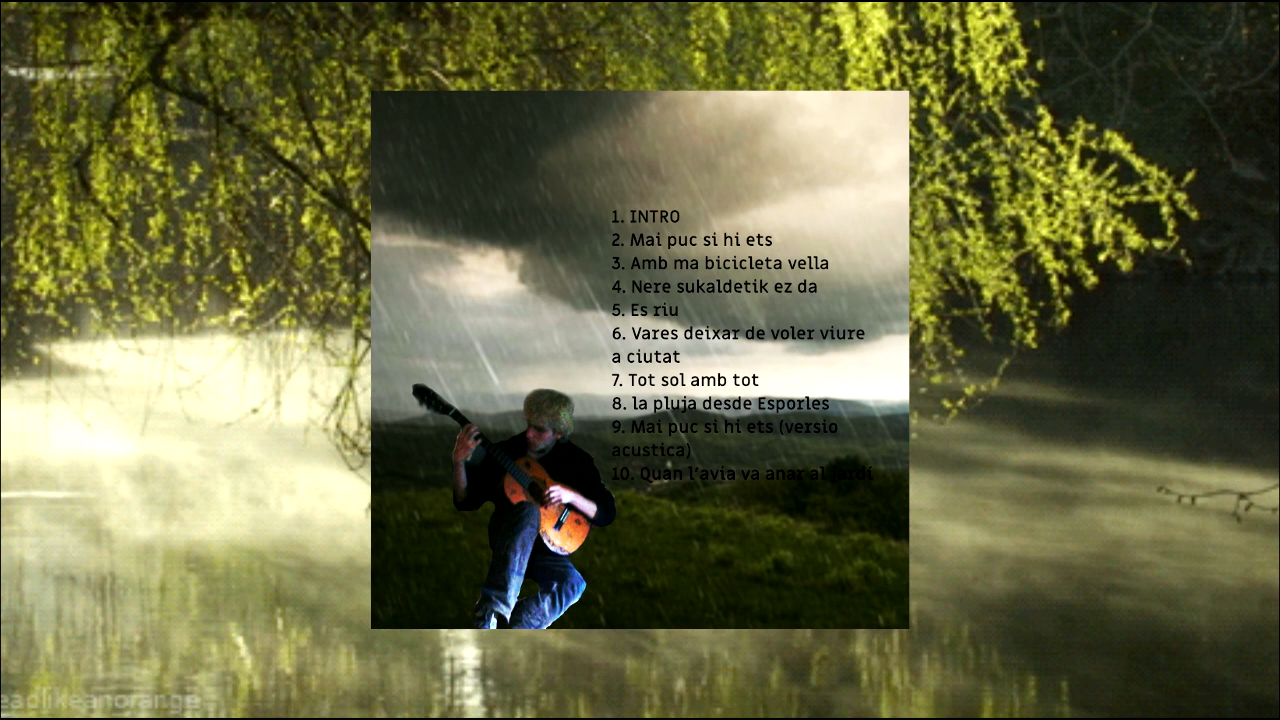 1. INTRO
2. Mai puc si hi ets
3. Amb ma bicicleta vella
4. Nere sukaldetik ez da
5. Es riu
6. Vares deixar de voler viure
a ciutat
7. Tot sol amb tot
8. la pluja desde Esporles
9. Mai puc si hi ets (versio
acustica)
10. Quan l'avia va anar al jardí
eadlikeanorange